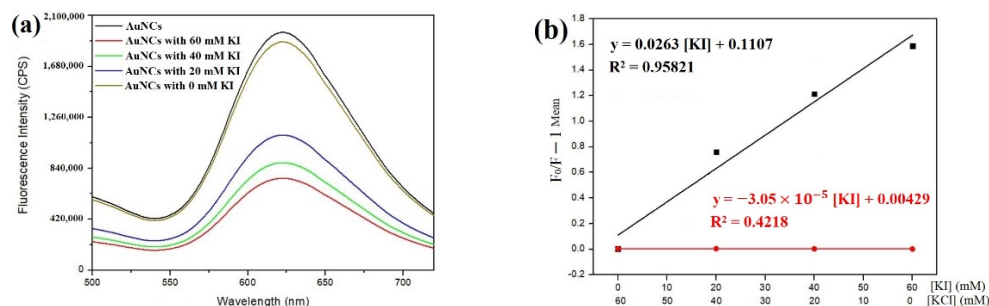 (a)
AuNCs
AuNCs with 60 mM KI
AuNCs with 40 mM KI
AuNCs with 20 mM KI
AuNCs with 0 mM KI
2,100,000
1,680,000
1,260,000
840,000
420,000
0
Fluorescence Intensity (CPS)
500 550 600 650 700
Wavelength (nm)
(b)
y = 0.0263 [KI] + 0.1107
R² = 0.95821
y = −3.05 × 10⁻⁵ [KI] + 0.00429
R² = 0.4218
1.8
1.6
1.4
1.2
1.0
0.8
0.6
0.4
0.2
0.0
-0.2
F₀/F − 1 Mean
0 10 20 30 40 50 60 [KI] (mM)
60 50 40 30 20 10 0 [KCl] (mM)